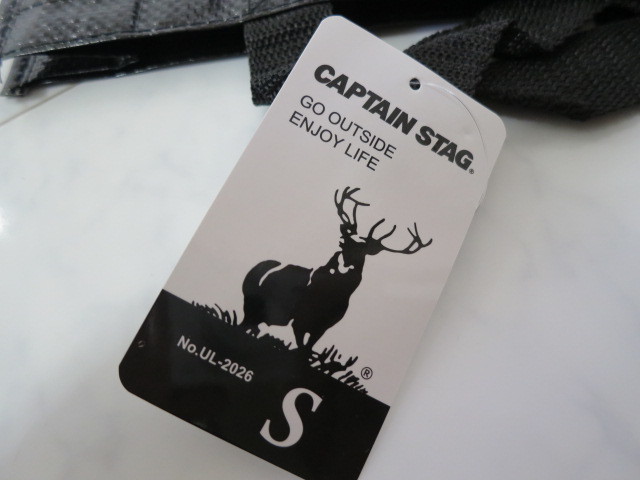 CAPTAIN STAG®
GO OUTSIDE
ENJOY LIFE
®
No.UL-2026
S